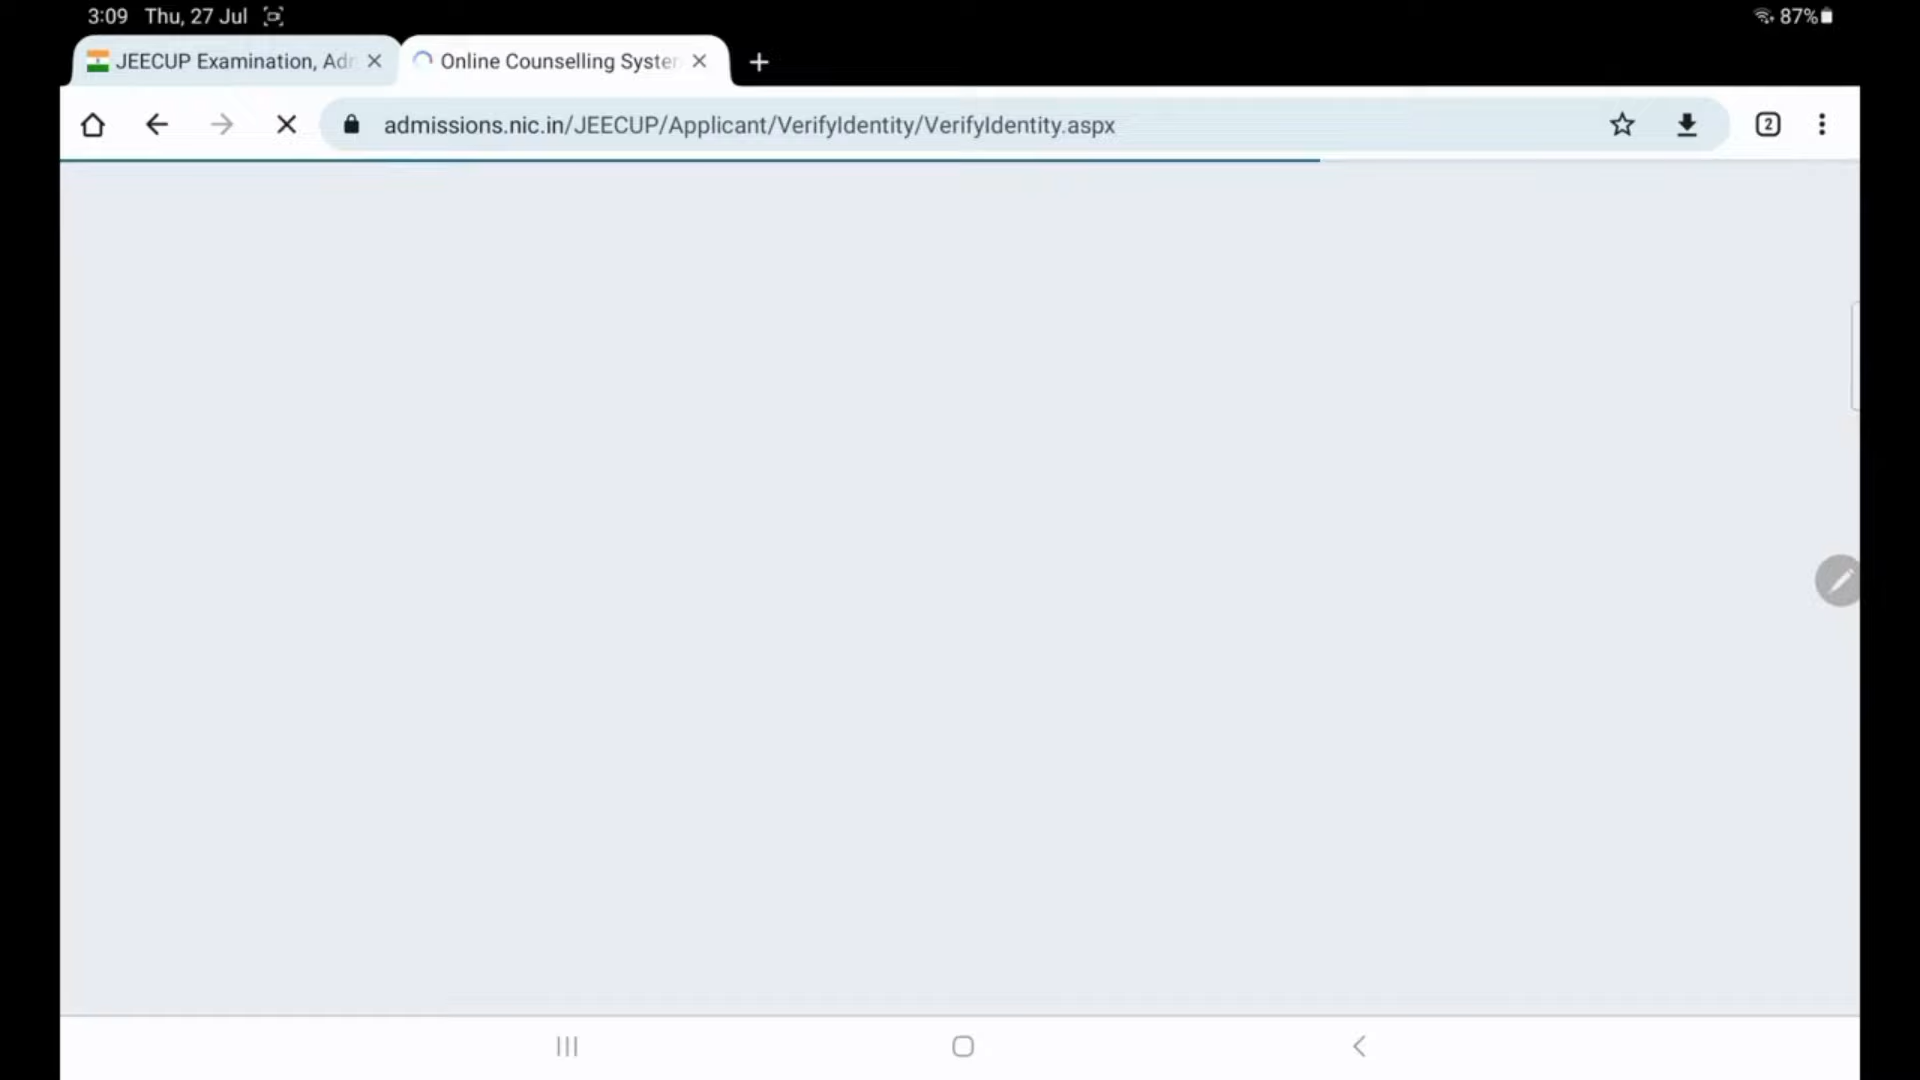 3:09 Thu, 27 Jul 87%
JEECUP Examination, Adr Online Counselling System
admissions.nic.in/JEECUP/Applicant/VerifyIdentity/VerifyIdentity.aspx 2